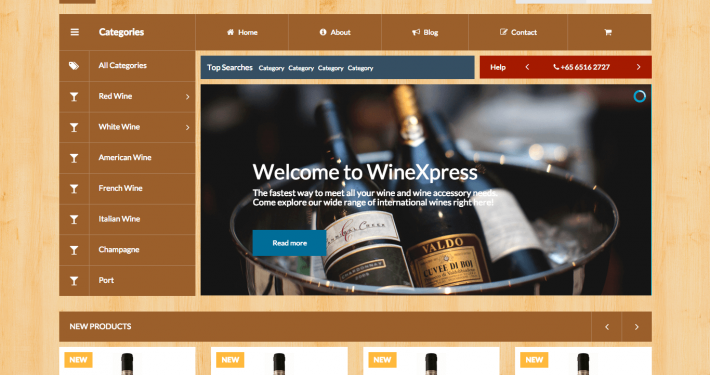 Categories
Home
About
Blog
Contact
All Categories
Red Wine
White Wine
American Wine
French Wine
Italian Wine
Champagne
Port
Top Searches Category Category Category Category
Help
+65 6516 2727
Welcome to WineXpress
The fastest way to meet all your wine and wine accessory needs.
Come explore our wide range of international wines right here!
Read more
CHARDONNAY
VALDO
CUVÉE DI BOJ
NEW PRODUCTS
NEW
NEW
NEW
NEW